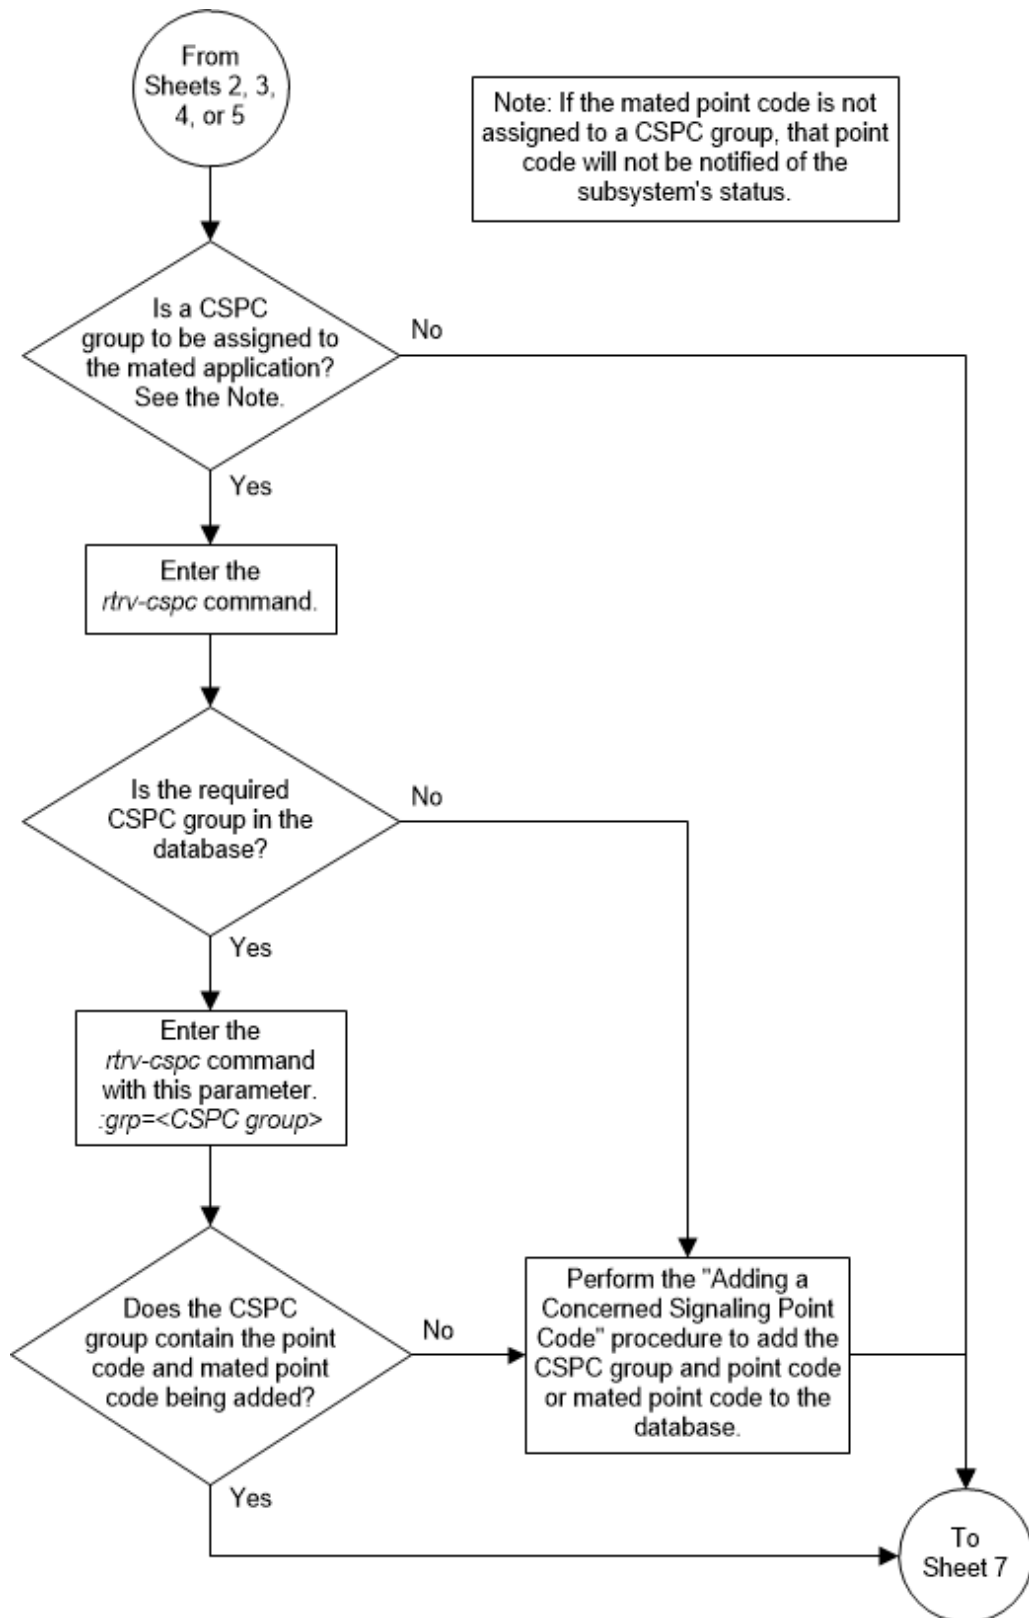 From
Sheets 2, 3,
4, or 5
Note: If the mated point code is not
assigned to a CSPC group, that point
code will not be notified of the
subsystem's status.
Is a CSPC
group to be assigned to
the mated application?
See the Note.
No
Yes
Enter the
rtrv-cspc command.
Is the required
CSPC group in the
database?
No
Yes
Enter the
rtrv-cspc command
with this parameter.
:grp=<CSPC group>
Does the CSPC
group contain the point
code and mated point
code being added?
No
Yes
Perform the "Adding a
Concerned Signaling Point
Code" procedure to add the
CSPC group and point code
or mated point code to the
database.
To
Sheet 7